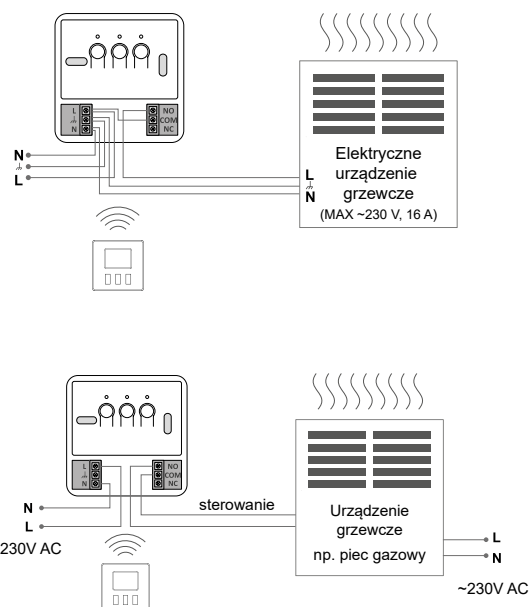 L
N
NO
COM
NC
N
L
L
N
Elektryczne
urządzenie
grzewcze
(MAX ~230 V, 16 A)
L
N
NO
COM
NC
sterowanie
N
L
230V AC
Urządzenie
grzewcze
np. piec gazowy
L
N
~230V AC